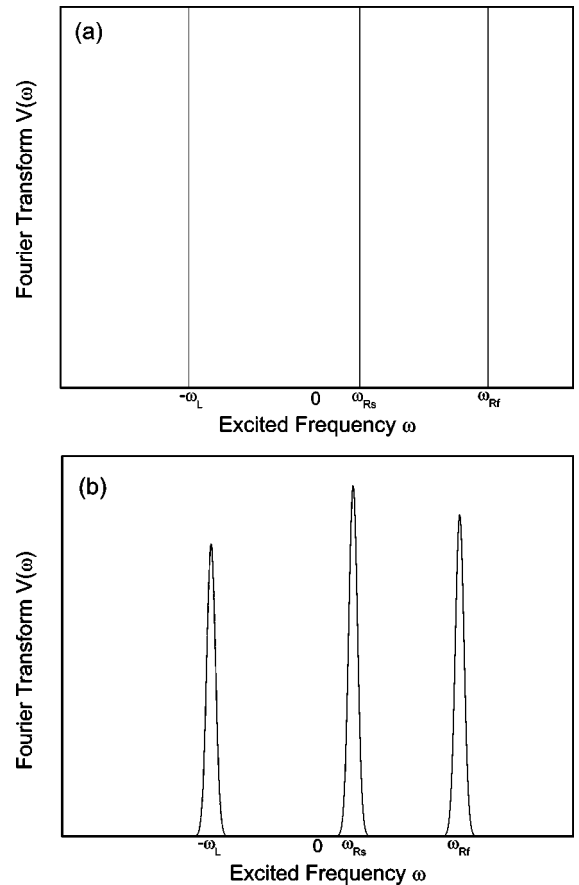 (a)
Fourier Transform V(ω)
-ω_L 0 ω_Rs ω_Rf
Excited Frequency ω
(b)
Fourier Transform V(ω)
-ω_L 0 ω_Rs ω_Rf
Excited Frequency ω